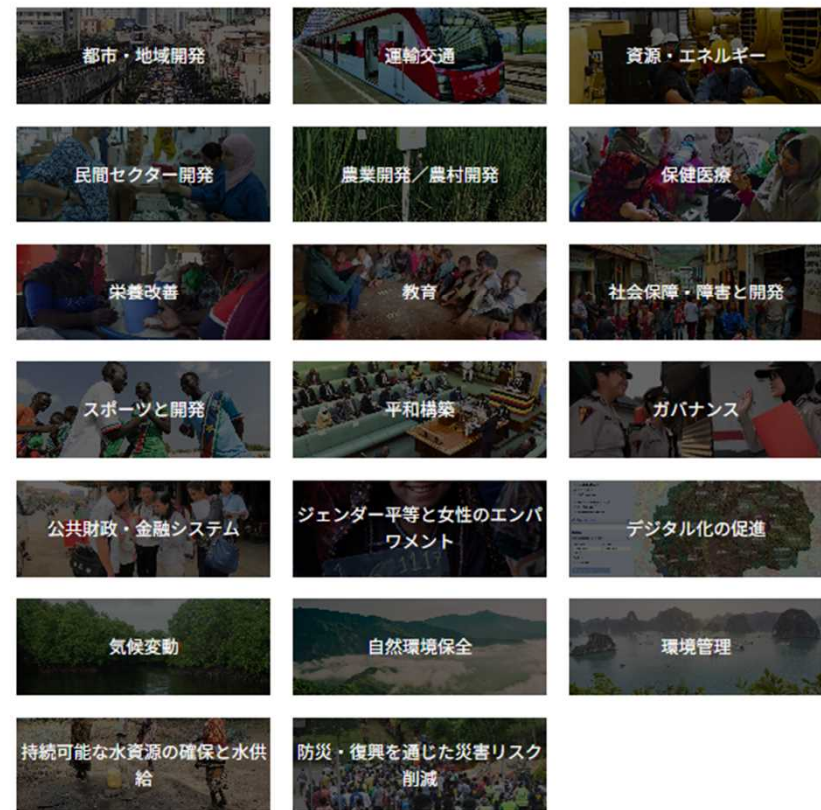 都市・地域開発
運輸交通
資源・エネルギー
民間セクター開発
農業開発／農村開発
保健医療
栄養改善
教育
社会保障・障害と開発
スポーツと開発
平和構築
ガバナンス
公共財政・金融システム
ジェンダー平等と女性のエンパ
ワメント
デジタル化の促進
気候変動
自然環境保全
環境管理
持続可能な水資源の確保と水供
給
防災・復興を通じた災害リスク
削減